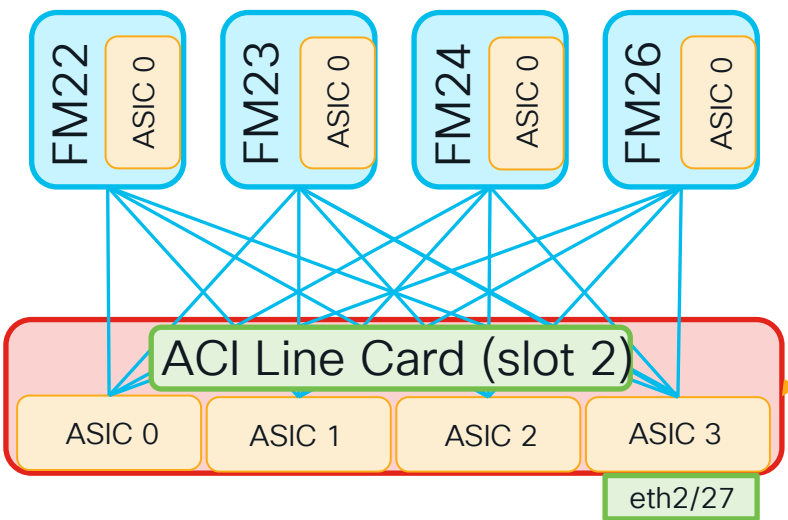 FM22
ASIC 0
FM23
ASIC 0
FM24
ASIC 0
FM26
ASIC 0
ACI Line Card (slot 2)
ASIC 0
ASIC 1
ASIC 2
ASIC 3
eth2/27